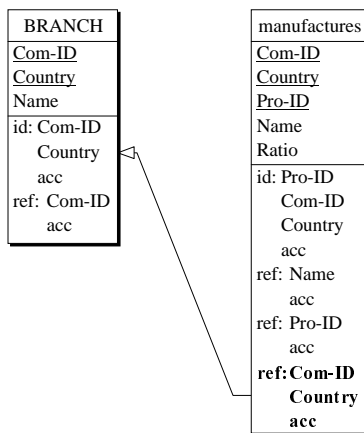 BRANCH
Com-ID
Country
Name
id: Com-ID
Country
acc
ref: Com-ID
acc
manufactures
Com-ID
Country
Pro-ID
Name
Ratio
id: Pro-ID
Com-ID
Country
acc
ref: Name
acc
ref: Pro-ID
acc
ref:Com-ID
Country
acc